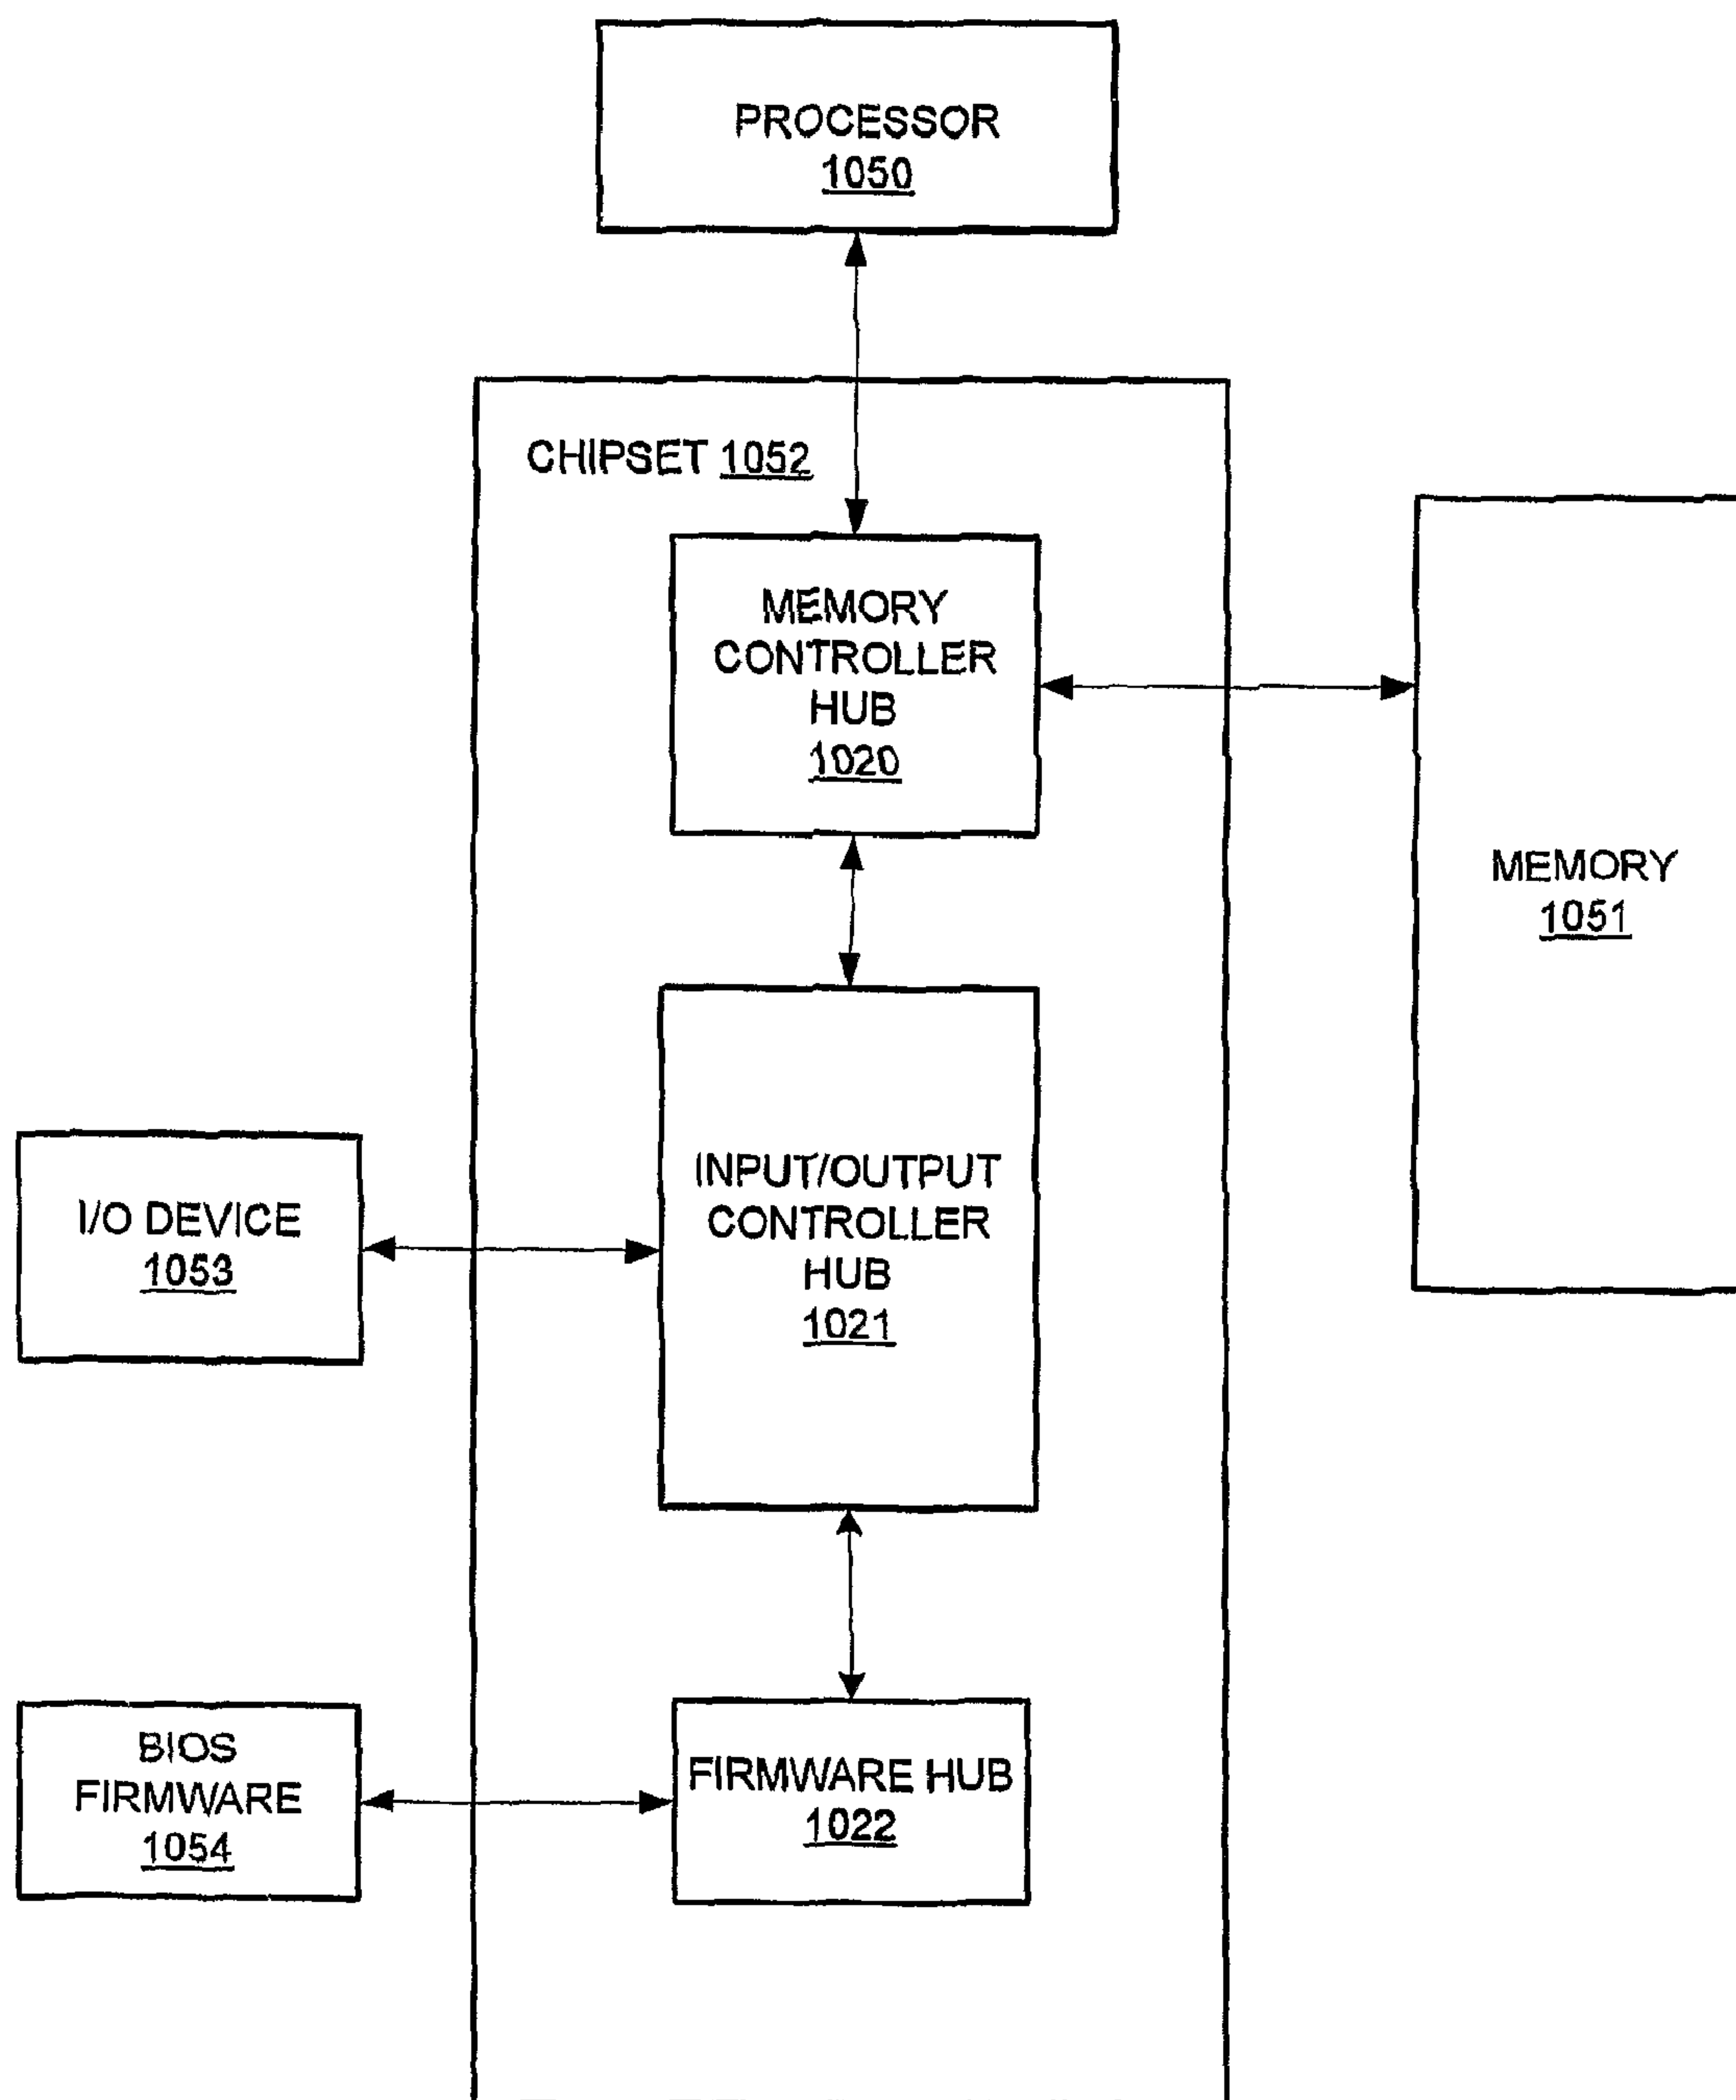 PROCESSOR
1050
CHIPSET 1052
MEMORY
CONTROLLER
HUB
1020
MEMORY
1051
INPUT/OUTPUT
CONTROLLER
HUB
1021
I/O DEVICE
1053
BIOS
FIRMWARE
1054
FIRMWARE HUB
1022